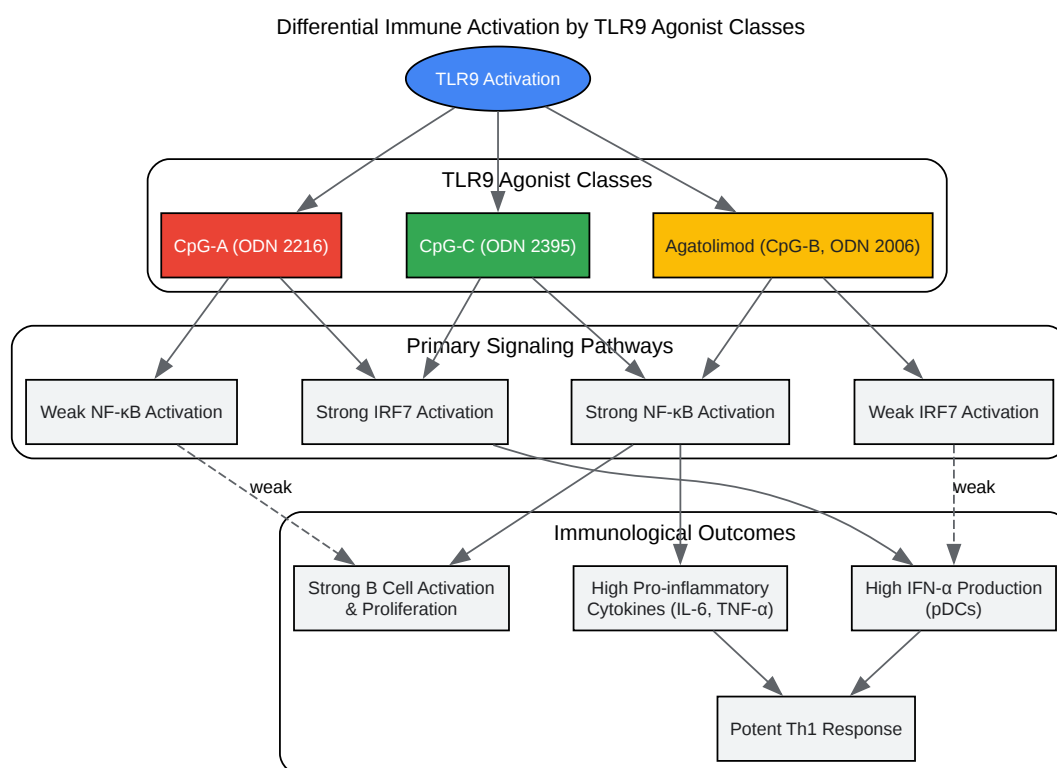 Differential Immune Activation by TLR9 Agonist Classes
TLR9 Activation
TLR9 Agonist Classes
CpG-A (ODN 2216)
CpG-C (ODN 2395)
Agatolimod (CpG-B, ODN 2006)
Primary Signaling Pathways
Weak NF-κB Activation
Strong IRF7 Activation
Strong NF-κB Activation
Weak IRF7 Activation
weak
weak
Immunological Outcomes
Strong B Cell Activation
& Proliferation
High Pro-inflammatory
Cytokines (IL-6, TNF-α)
High IFN-α Production
(pDCs)
Potent Th1 Response